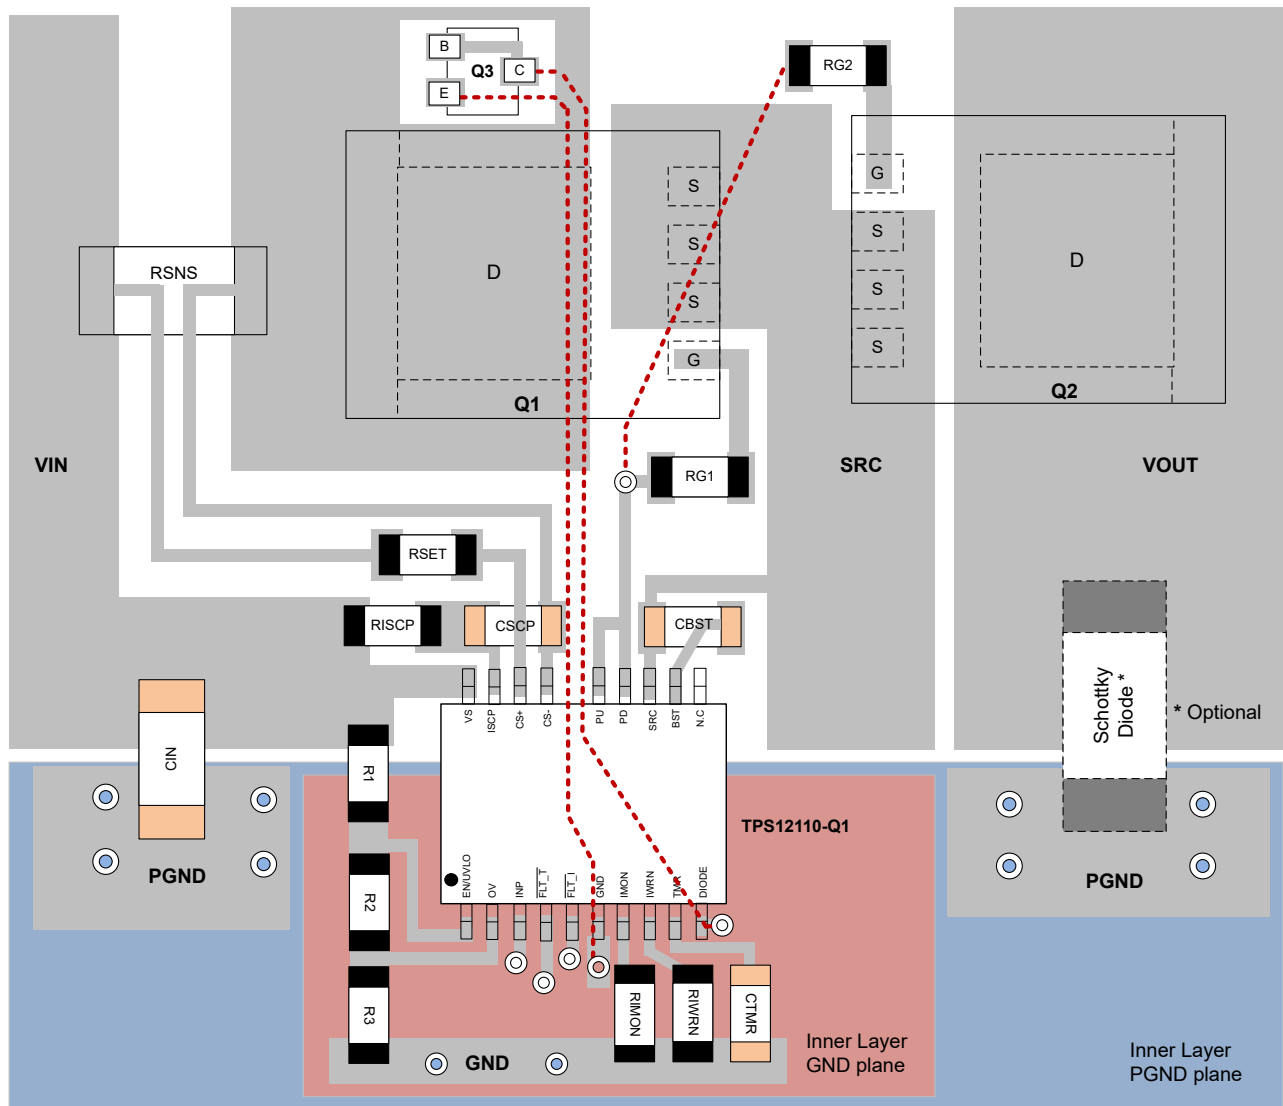 B
Q3
C
E
RG2
G
S
S
S
RSNS
D
S
S
S
G
D
Q1
Q2
VIN
RG1
SRC
VOUT
RSET
RISCP
CSCP
CBST
VS
ISCP
CS+
CS-
PU
PD
SRC
BST
N.C
Schottky
Diode *
* Optional
CIN
R1
TPS12110-Q1
PGND
PGND
EN/UVLO
OV
INP
FLT_T
FLT_I
GND
IMON
IWRN
TMR
DIODE
R2
R3
RIMON
RIWRN
CTMR
GND
Inner Layer
GND plane
Inner Layer
PGND plane